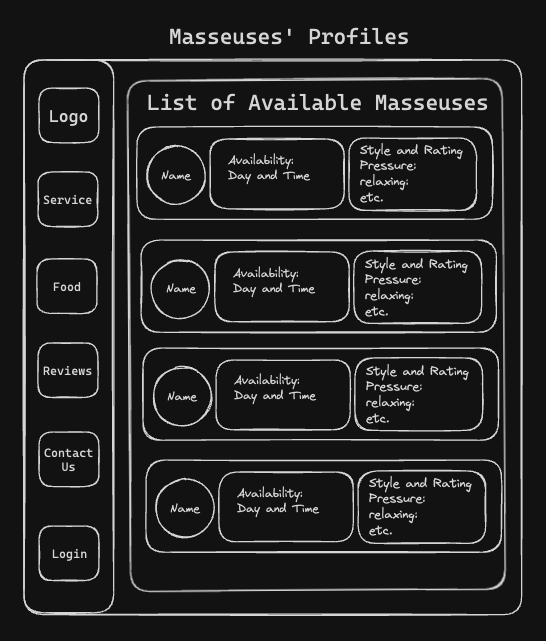 Masseuses' Profiles
Logo
Service
Food
Reviews
Contact
Us
Login
List of Available Masseuses
Name
Availability:
Day and Time
Style and Rating
Pressure:
relaxing:
etc.
Name
Availability:
Day and Time
Style and Rating
Pressure:
relaxing:
etc.
Name
Availability:
Day and Time
Style and Rating
Pressure:
relaxing:
etc.
Name
Availability:
Day and Time
Style and Rating
Pressure:
relaxing:
etc.